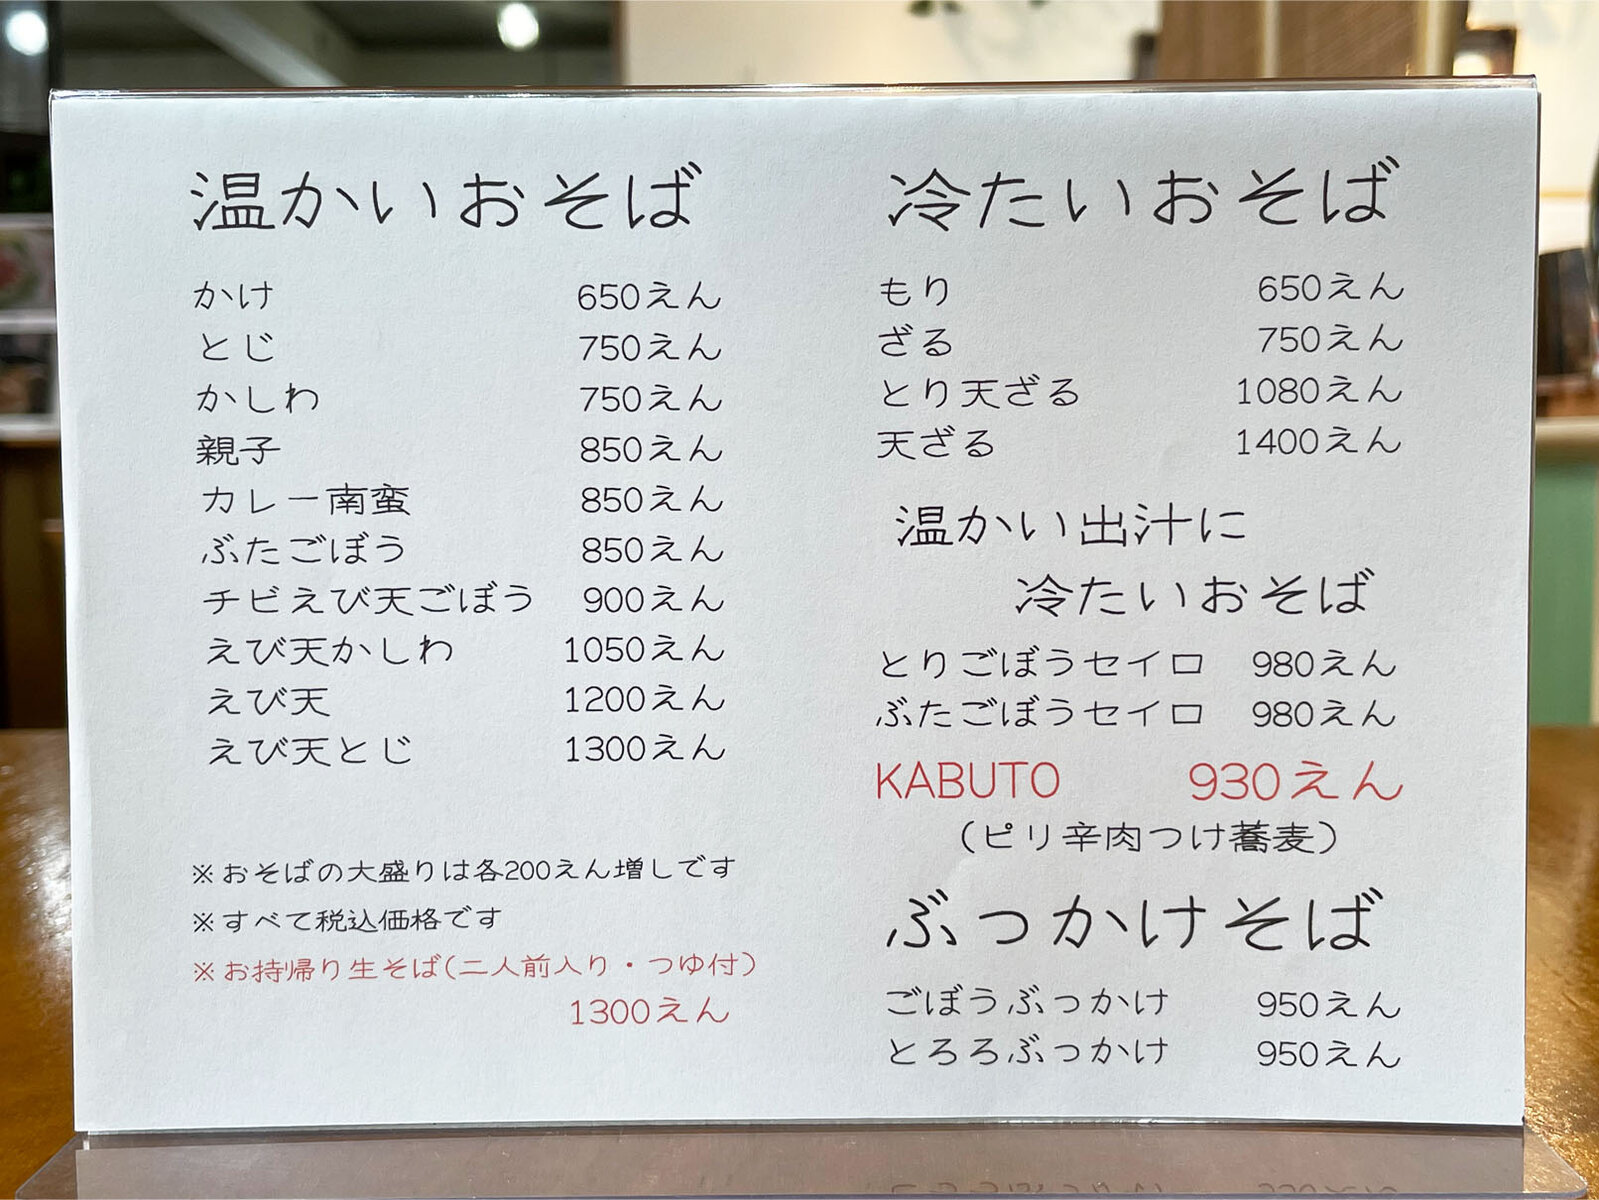 温かいおそば
かけ 650えん
とじ 750えん
かしわ 750えん
親子 850えん
カレー南蛮 850えん
ぶたごぼう 850えん
チビえび天ごぼう 900えん
えび天かしわ 1050えん
えび天 1200えん
えび天とじ 1300えん
※おそばの大盛りは各200えん増しです
※すべて税込価格です
※お持帰り生そば(二人前入り・つゆ付)
1300えん
冷たいおそば
もり 650えん
ざる 750えん
とり天ざる 1080えん
天ざる 1400えん
温かい出汁に
冷たいおそば
とりごぼうセイロ 980えん
ぶたごぼうセイロ 980えん
KABUTO 930えん
(ピリ辛肉つけ蕎麦)
ぶっかけそば
ごぼうぶっかけ 950えん
とろろぶっかけ 950えん